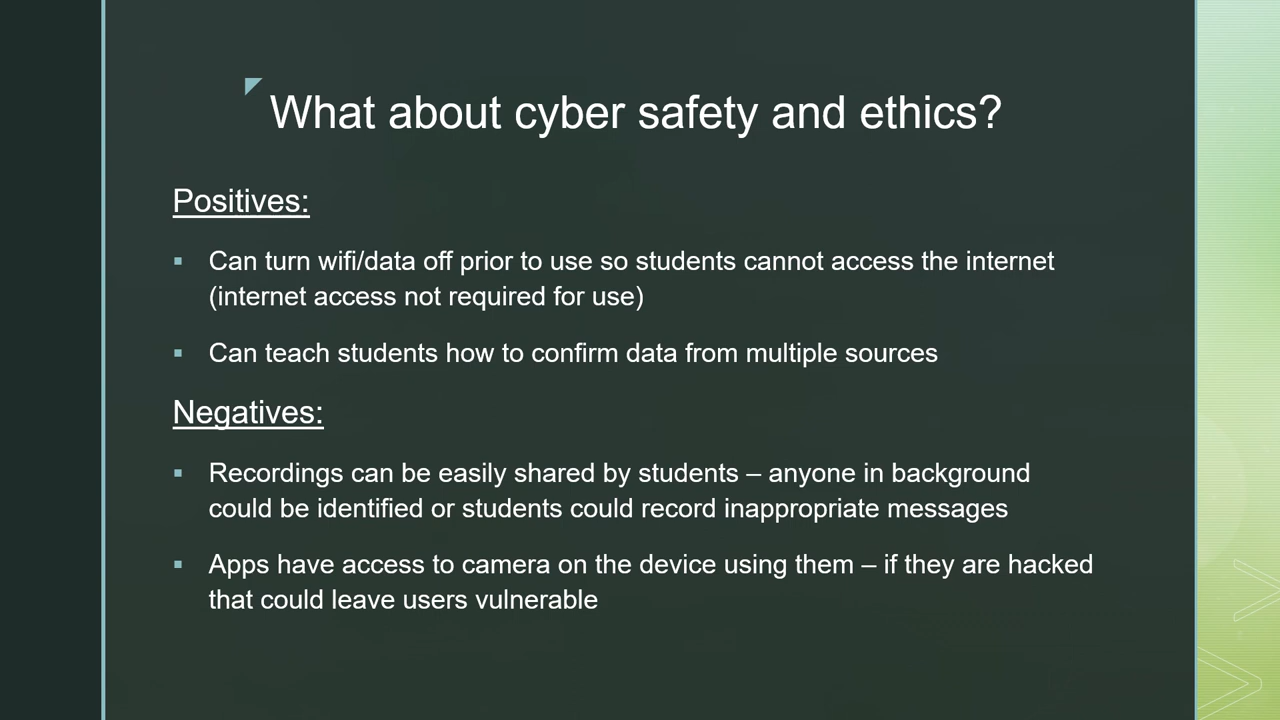 What about cyber safety and ethics?
Positives:
▪ Can turn wifi/data off prior to use so students cannot access the internet
(internet access not required for use)
▪ Can teach students how to confirm data from multiple sources
Negatives:
▪ Recordings can be easily shared by students – anyone in background
could be identified or students could record inappropriate messages
▪ Apps have access to camera on the device using them – if they are hacked
that could leave users vulnerable